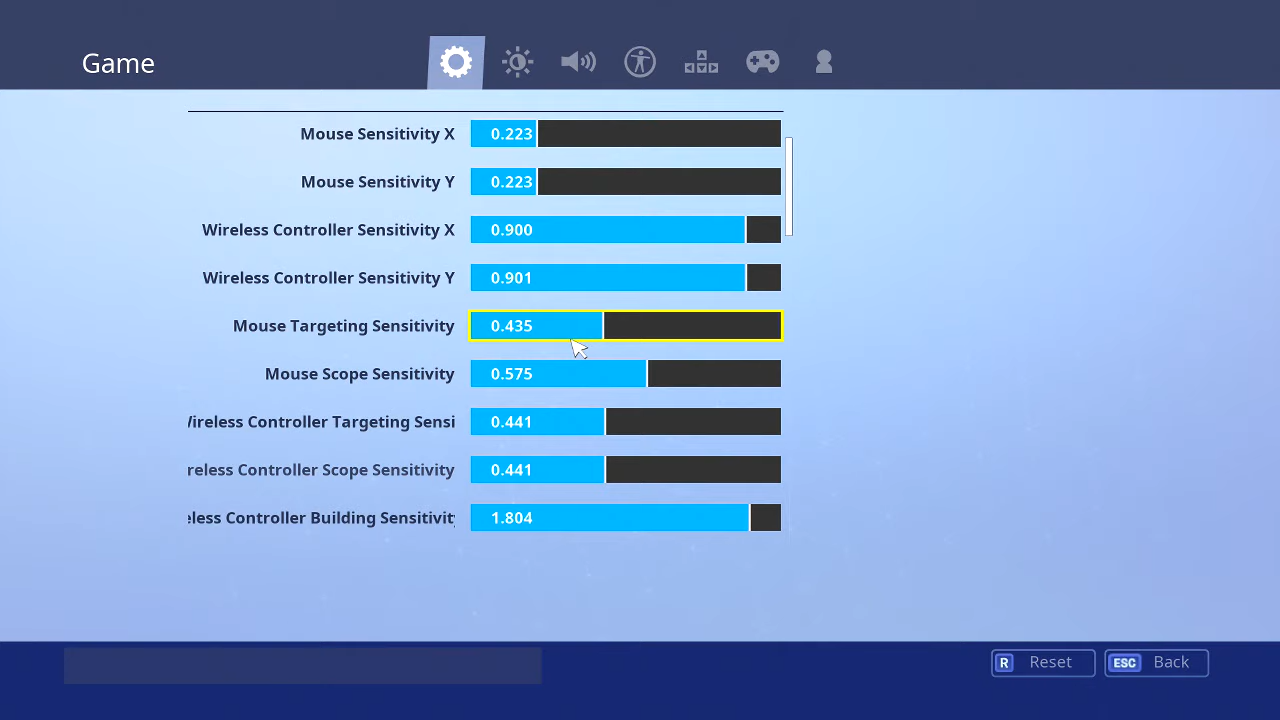 Game
Mouse Sensitivity X 0.223
Mouse Sensitivity Y 0.223
Wireless Controller Sensitivity X 0.900
Wireless Controller Sensitivity Y 0.901
Mouse Targeting Sensitivity 0.435
Mouse Scope Sensitivity 0.575
ireless Controller Targeting Sensi 0.441
reless Controller Scope Sensitivity 0.441
less Controller Building Sensitivit 1.804
R Reset ESC Back